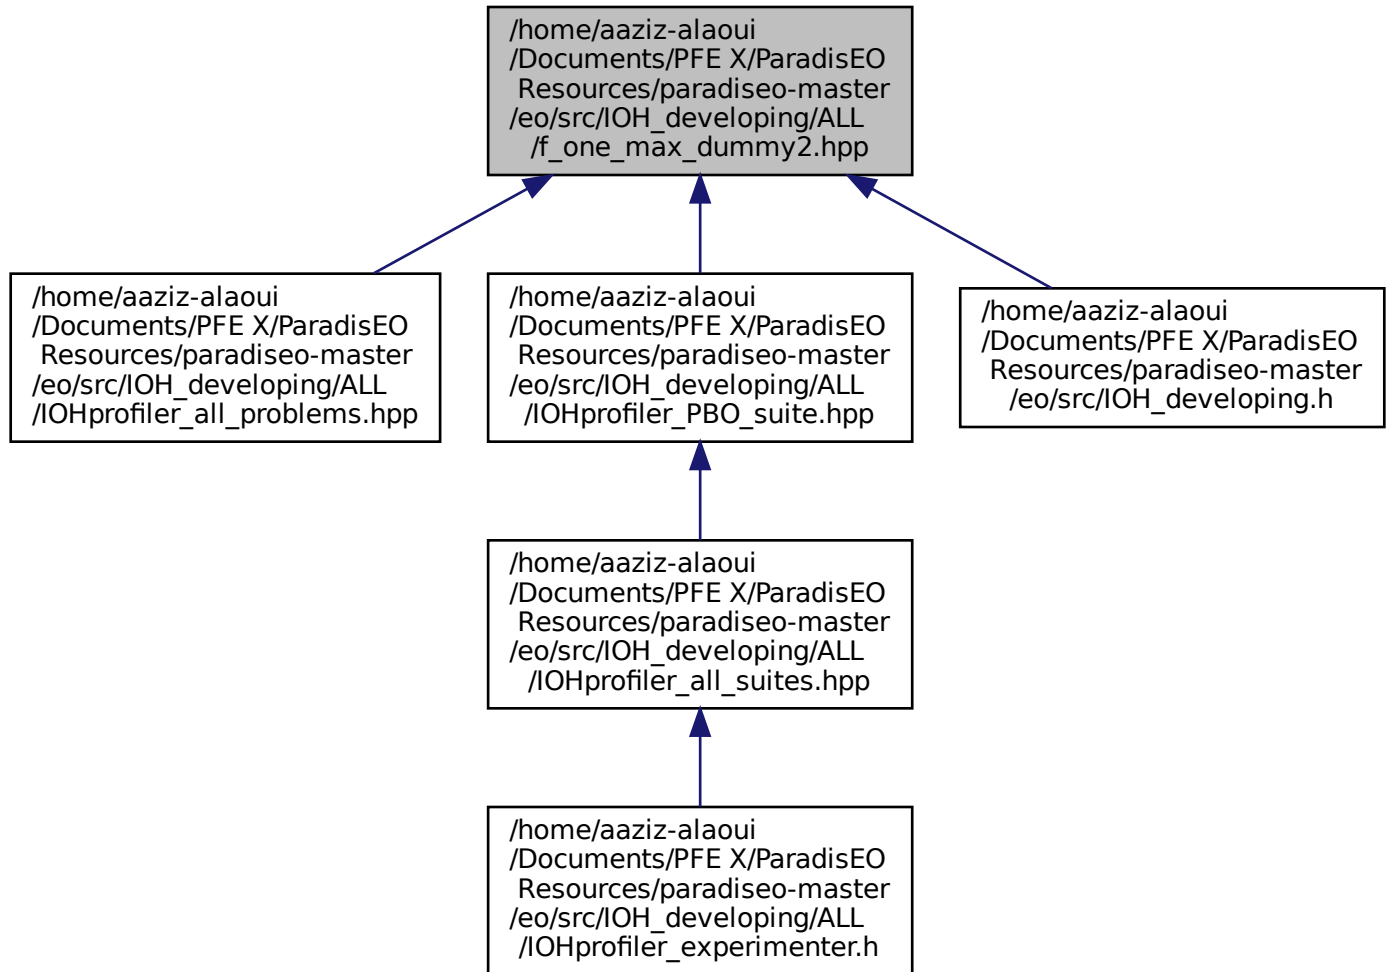 /home/aaziz-alaoui
/Documents/PFE X/ParadisEO
Resources/paradiseo-master
/eo/src/IOH_developing/ALL
/f_one_max_dummy2.hpp
/home/aaziz-alaoui
/Documents/PFE X/ParadisEO
Resources/paradiseo-master
/eo/src/IOH_developing/ALL
/IOHprofiler_all_problems.hpp
/home/aaziz-alaoui
/Documents/PFE X/ParadisEO
Resources/paradiseo-master
/eo/src/IOH_developing/ALL
/IOHprofiler_PBO_suite.hpp
/home/aaziz-alaoui
/Documents/PFE X/ParadisEO
Resources/paradiseo-master
/eo/src/IOH_developing.h
/home/aaziz-alaoui
/Documents/PFE X/ParadisEO
Resources/paradiseo-master
/eo/src/IOH_developing/ALL
/IOHprofiler_all_suites.hpp
/home/aaziz-alaoui
/Documents/PFE X/ParadisEO
Resources/paradiseo-master
/eo/src/IOH_developing/ALL
/IOHprofiler_experimenter.h